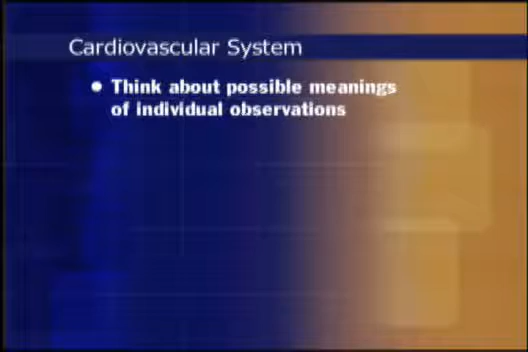 Cardiovascular System
● Think about possible meanings
of individual observations